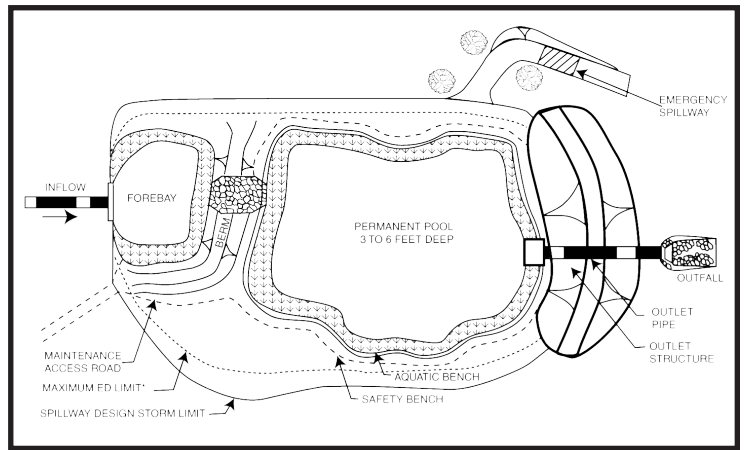 EMERGENCY
SPILLWAY
INFLOW
FOREBAY
BERM
PERMANENT POOL
3 TO 6 FEET DEEP
OUTFALL
OUTLET
PIPE
OUTLET
STRUCTURE
MAINTENANCE
ACCESS ROAD
AQUATIC BENCH
MAXIMUM ED LIMIT*
SAFETY BENCH
SPILLWAY DESIGN STORM LIMIT